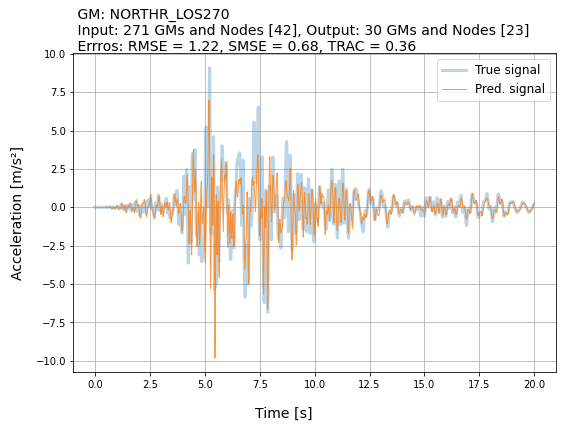 GM: NORTHR_LOS270
Input: 271 GMs and Nodes [42], Output: 30 GMs and Nodes [23]
Erros: RMSE = 1.22, SMSE = 0.68, TRAC = 0.36
True signal
Pred. signal
Acceleration [m/s²]
10.0
7.5
5.0
2.5
0.0
−2.5
−5.0
−7.5
−10.0
0.0 2.5 5.0 7.5 10.0 12.5 15.0 17.5 20.0
Time [s]